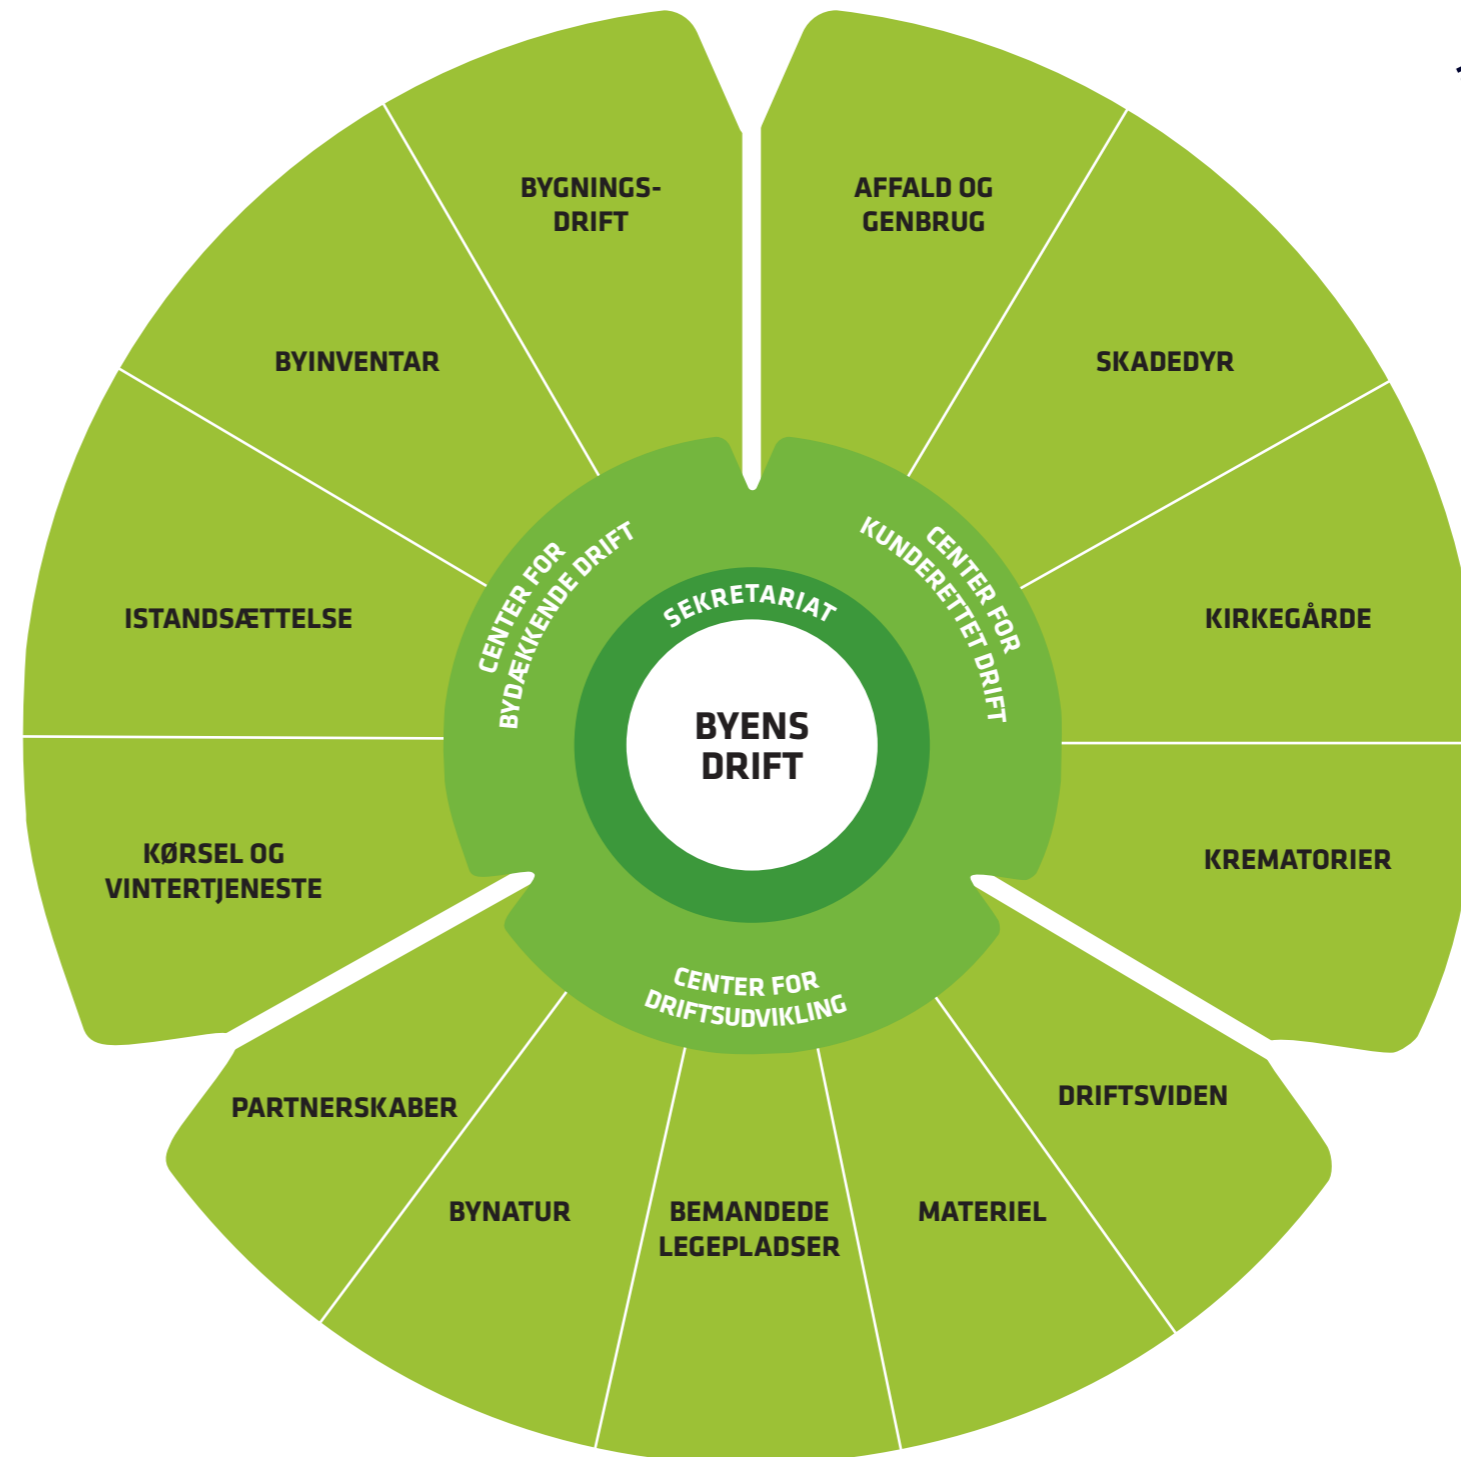 BYGNINGS-
DRIFT
AFFALD OG
GENBRUG
BYINVENTAR
SKADEDYR
ISTANDSÆTTELSE
CENTER FOR
BYDÆKKENDE DRIFT
CENTER FOR
KUNDERETTET DRIFT
KIRKEGÅRDE
SEKRETARIAT
BYENS
DRIFT
KØRSEL OG
VINTERTJENESTE
KREMATORIER
CENTER FOR
DRIFTSUDVIKLING
PARTNERSKABER
DRIFTSVIDEN
BYNATUR
BEMANDEDE
LEGEPLADSER
MATERIEL